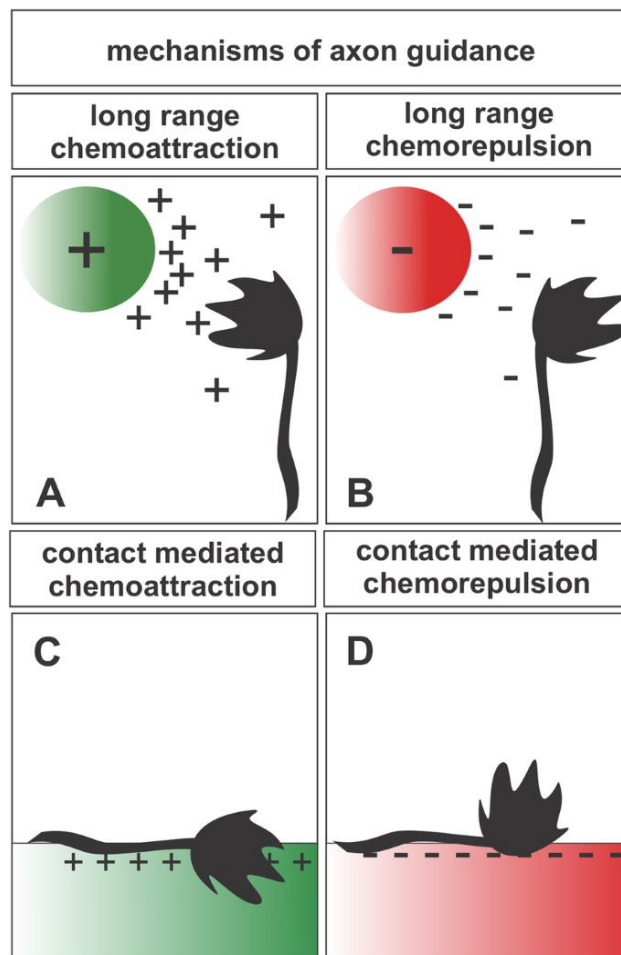 mechanisms of axon guidance
long range
chemoattraction
long range
chemorepulsion
A
B
contact mediated
chemoattraction
contact mediated
chemorepulsion
C
D